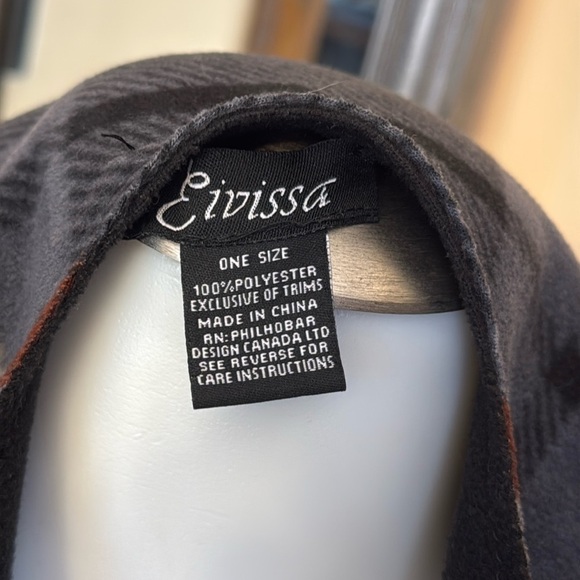 Eivissa
ONE SIZE
100%POLYESTER
EXCLUSIVE OF TRIMS
MADE IN CHINA
RN: PHILHOBAR
DESIGN CANADA LTD
SEE REVERSE FOR
CARE INSTRUCTIONS